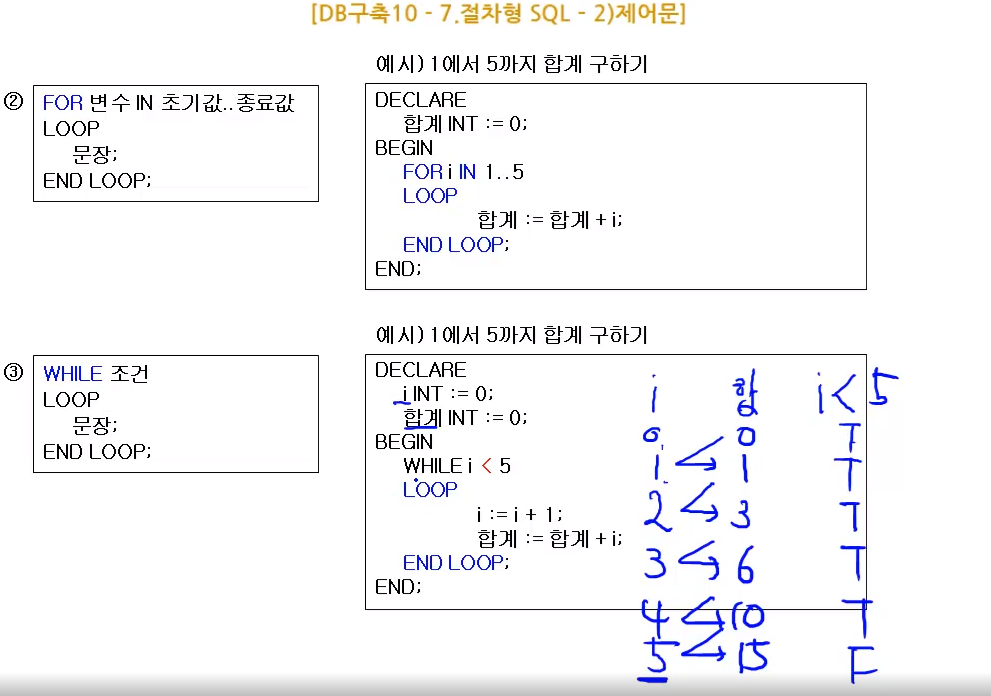 [DB구축10 - 7.절차형 SQL - 2)제어문]
예시) 1에서 5까지 합계 구하기
②
FOR 변수 IN 초기값..종료값
LOOP
문장;
END LOOP;
DECLARE
합계 INT := 0;
BEGIN
FOR i IN 1..5
LOOP
합계 := 합계 + i;
END LOOP;
END;
예시) 1에서 5까지 합계 구하기
③
WHILE 조건
LOOP
문장;
END LOOP;
DECLARE
i INT := 0;
합계 INT := 0;
BEGIN
WHILE i < 5
LOOP
i := i + 1;
합계 := 합계 + i;
END LOOP;
END;
i 합 i<5
0 0 T
1 1 T
2 3 T
3 6 T
4 10 T
5 15 F